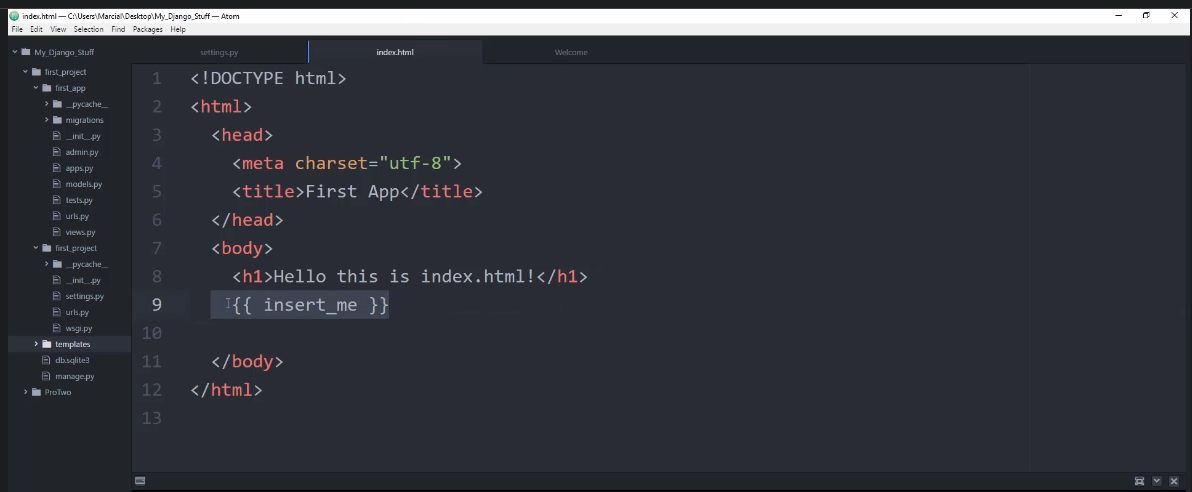 index.html — C:\Users\Marcial\Desktop\My_Django_Stuff — Atom
File Edit View Selection Find Packages Help
My_Django_Stuff
first_project
first_app
__pycache__
migrations
__init__.py
admin.py
apps.py
models.py
tests.py
urls.py
views.py
first_project
__pycache__
__init__.py
settings.py
urls.py
wsgi.py
templates
db.sqlite3
manage.py
ProTwo
settings.py index.html Welcome
1 <!DOCTYPE html>
2 <html>
3 <head>
4 <meta charset="utf-8">
5 <title>First App</title>
6 </head>
7 <body>
8 <h1>Hello this is index.html!</h1>
9 {{ insert_me }}
10
11 </body>
12 </html>
13